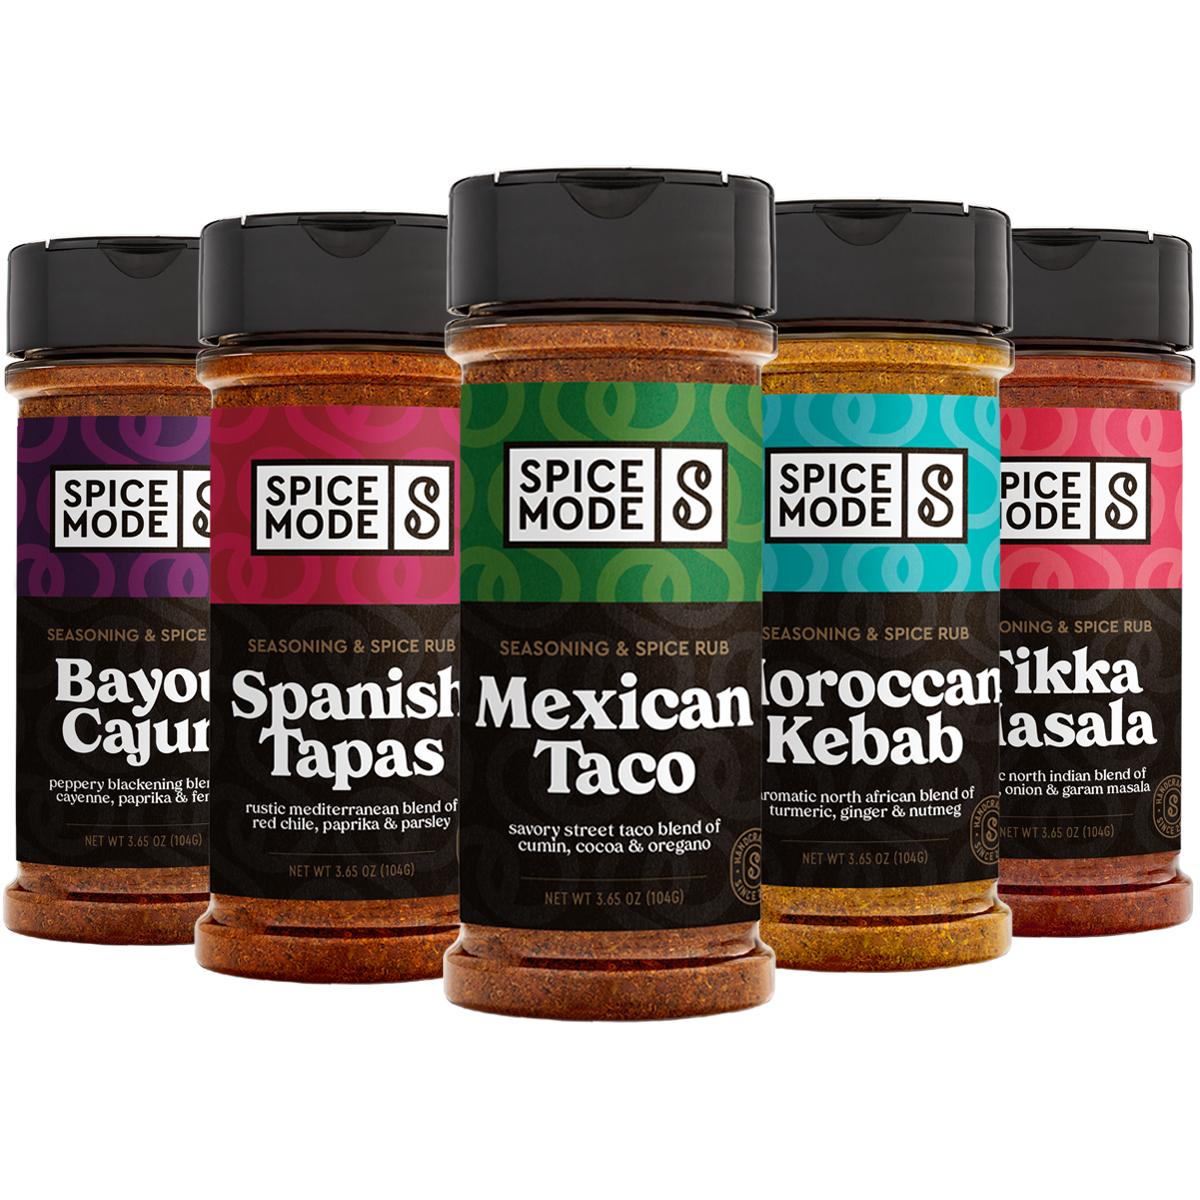 SPICE
MODE
SEASONING & SPICE
Bayou
Cajun
peppery blackening
cayenne, paprika &
NET WT 3.65 OZ (104G)
SPICE
MODE
S
SEASONING & SPICE RUB
Spanish
Tapas
rustic mediterranean blend of
red chile, paprika & parsley
NET WT 3.65 OZ (104G)
SPICE
MODE
S
SEASONING & SPICE RUB
Mexican
Taco
savory street taco blend of
cumin, cocoa & oregano
NET WT 3.65 OZ (104G)
SPICE
MODE
S
SEASONING & SPICE RUB
Moroccan
Kebab
aromatic north african blend of
turmeric, ginger & nutmeg
NET WT 3.65 OZ (104G)
SPICE
MODE
S
SPICE RUB
Tikka
Masala
north indian blend of
onion & garam masala
NET WT 3.65 OZ (104G)